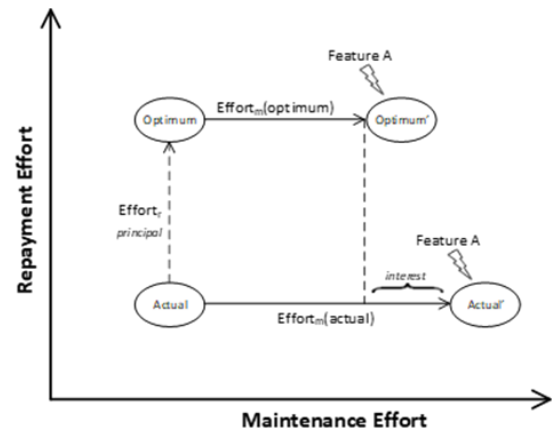 Feature A
Effortm(optimum)
Optimum
Optimum'
Repayment Effort
Effortr
principal
Feature A
interest
Actual
Actual'
Effortm(actual)
Maintenance Effort